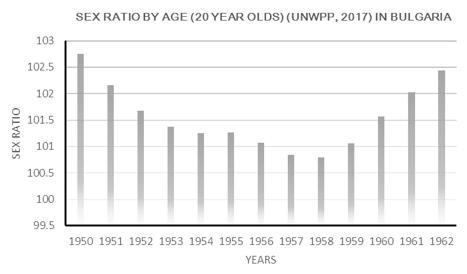 SEX RATIO BY AGE (20 YEAR OLDS) (UNWPP, 2017) IN BULGARIA
103
102.5
102
101.5
101
100.5
100
99.5
SEX RATIO
1950 1951 1952 1953 1954 1955 1956 1957 1958 1959 1960 1961 1962
YEARS